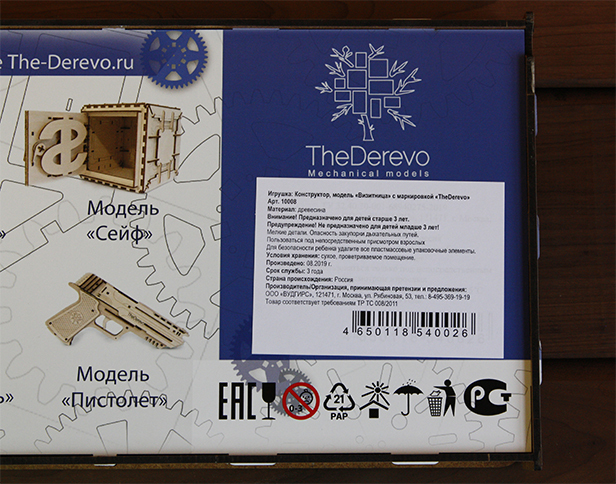 е The-Derevo.ru
TheDerevo
Mechanical models
Модель
«Сейф»
Игрушка: Конструктор, модель «Визитница» с маркировкой «TheDerevo»
Арт. 10008
Материал: древесина
Внимание! Предназначено для детей старше 3 лет.
Предупреждение! Не предназначено для детей младше 3 лет!
Мелкие детали. Опасность закупорки дыхательных путей.
Пользоваться под непосредственным присмотром взрослых
Для безопасности ребенка удалите все пластмассовые упаковочные элементы.
Условия хранения: сухое, проветриваемое помещение.
Произведено: 08.2019 г.
Срок службы: 3 года
Страна происхождения: Россия
Производитель/Организация, принимающая претензии и предложения:
ООО «ВУДГИРС», 121471, г. Москва, ул. Рябиновая, 53, тел.: 8-495-369-19-19
Товар соответствует требованиям ТР ТС 008/2011
4 650118 540026
Модель
«Пистолет»
ь»
EAC
0-3
21
PAP
РСТ